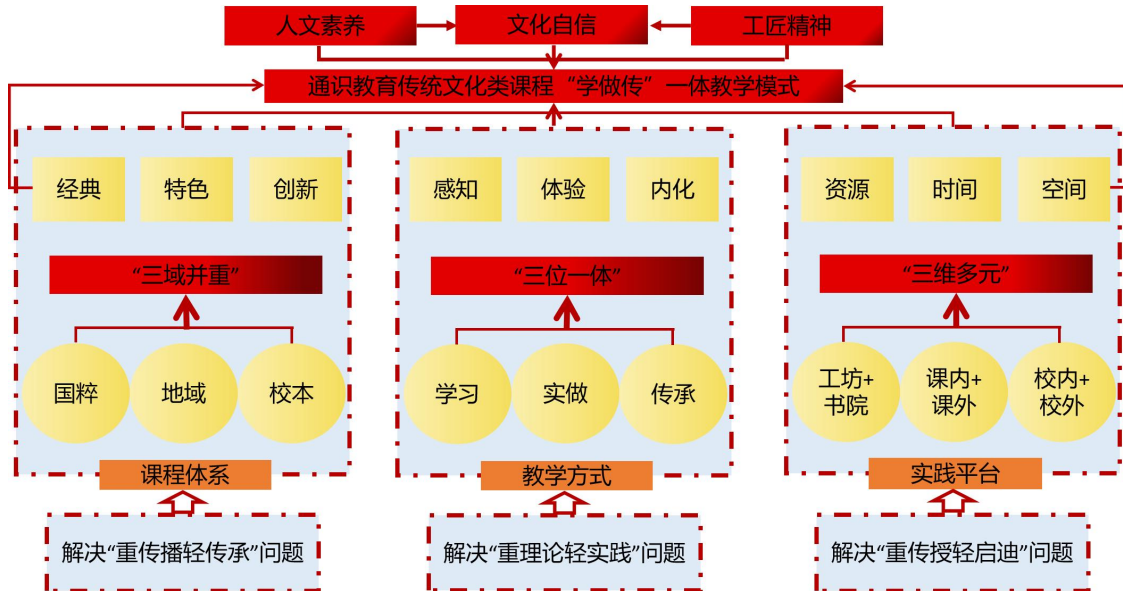 人文素养
文化自信
工匠精神
通识教育传统文化类课程“学做传”一体教学模式
经典
特色
创新
感知
体验
内化
资源
时间
空间
“三域并重”
“三位一体”
“三维多元”
国粹
地域
校本
学习
实做
传承
工坊+
书院
课内+
课外
校内+
校外
课程体系
教学方式
实践平台
解决“重传播轻传承”问题
解决“重理论轻实践”问题
解决“重传授轻启迪”问题